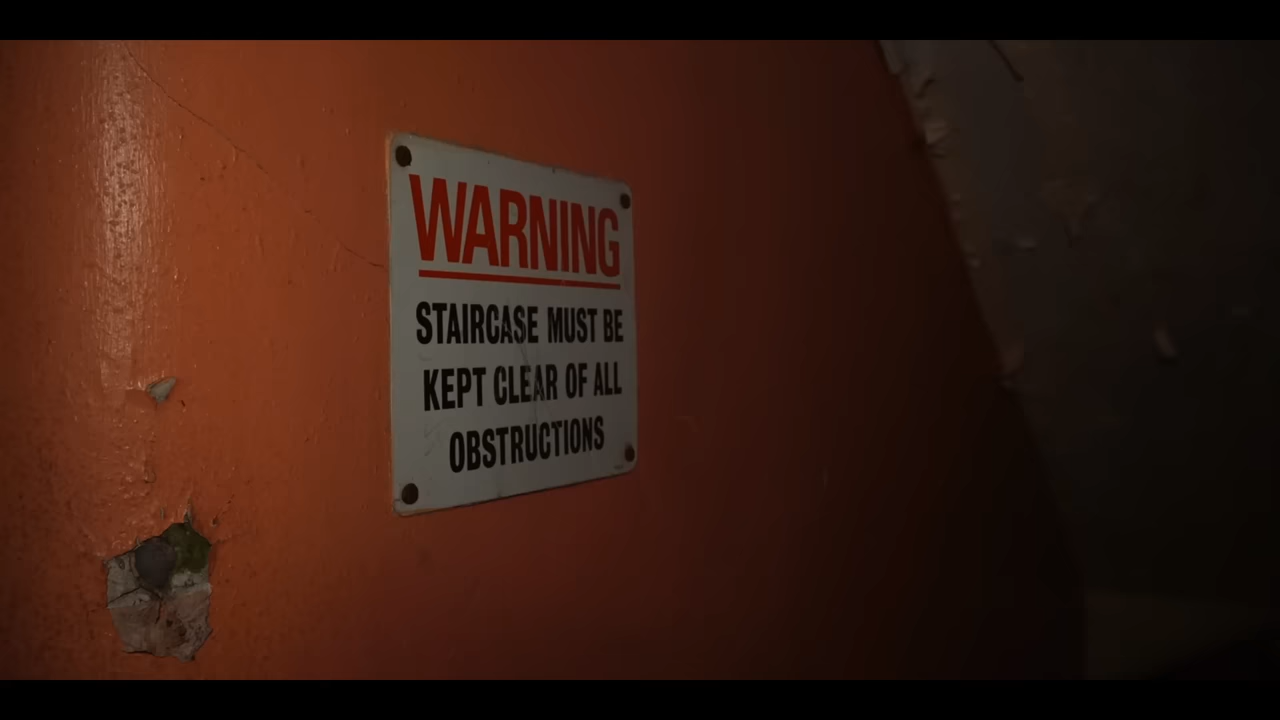 WARNING
STAIRCASE MUST BE
KEPT CLEAR OF ALL
OBSTRUCTIONS